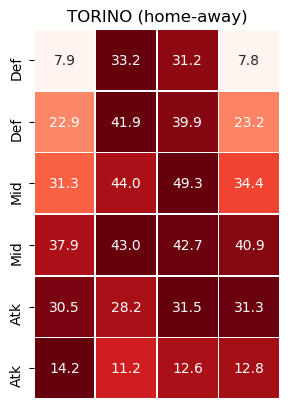 TORINO (home-away)
Def 7.9 33.2 31.2 7.8
Def 22.9 41.9 39.9 23.2
Mid 31.3 44.0 49.3 34.4
Mid 37.9 43.0 42.7 40.9
Atk 30.5 28.2 31.5 31.3
Atk 14.2 11.2 12.6 12.8